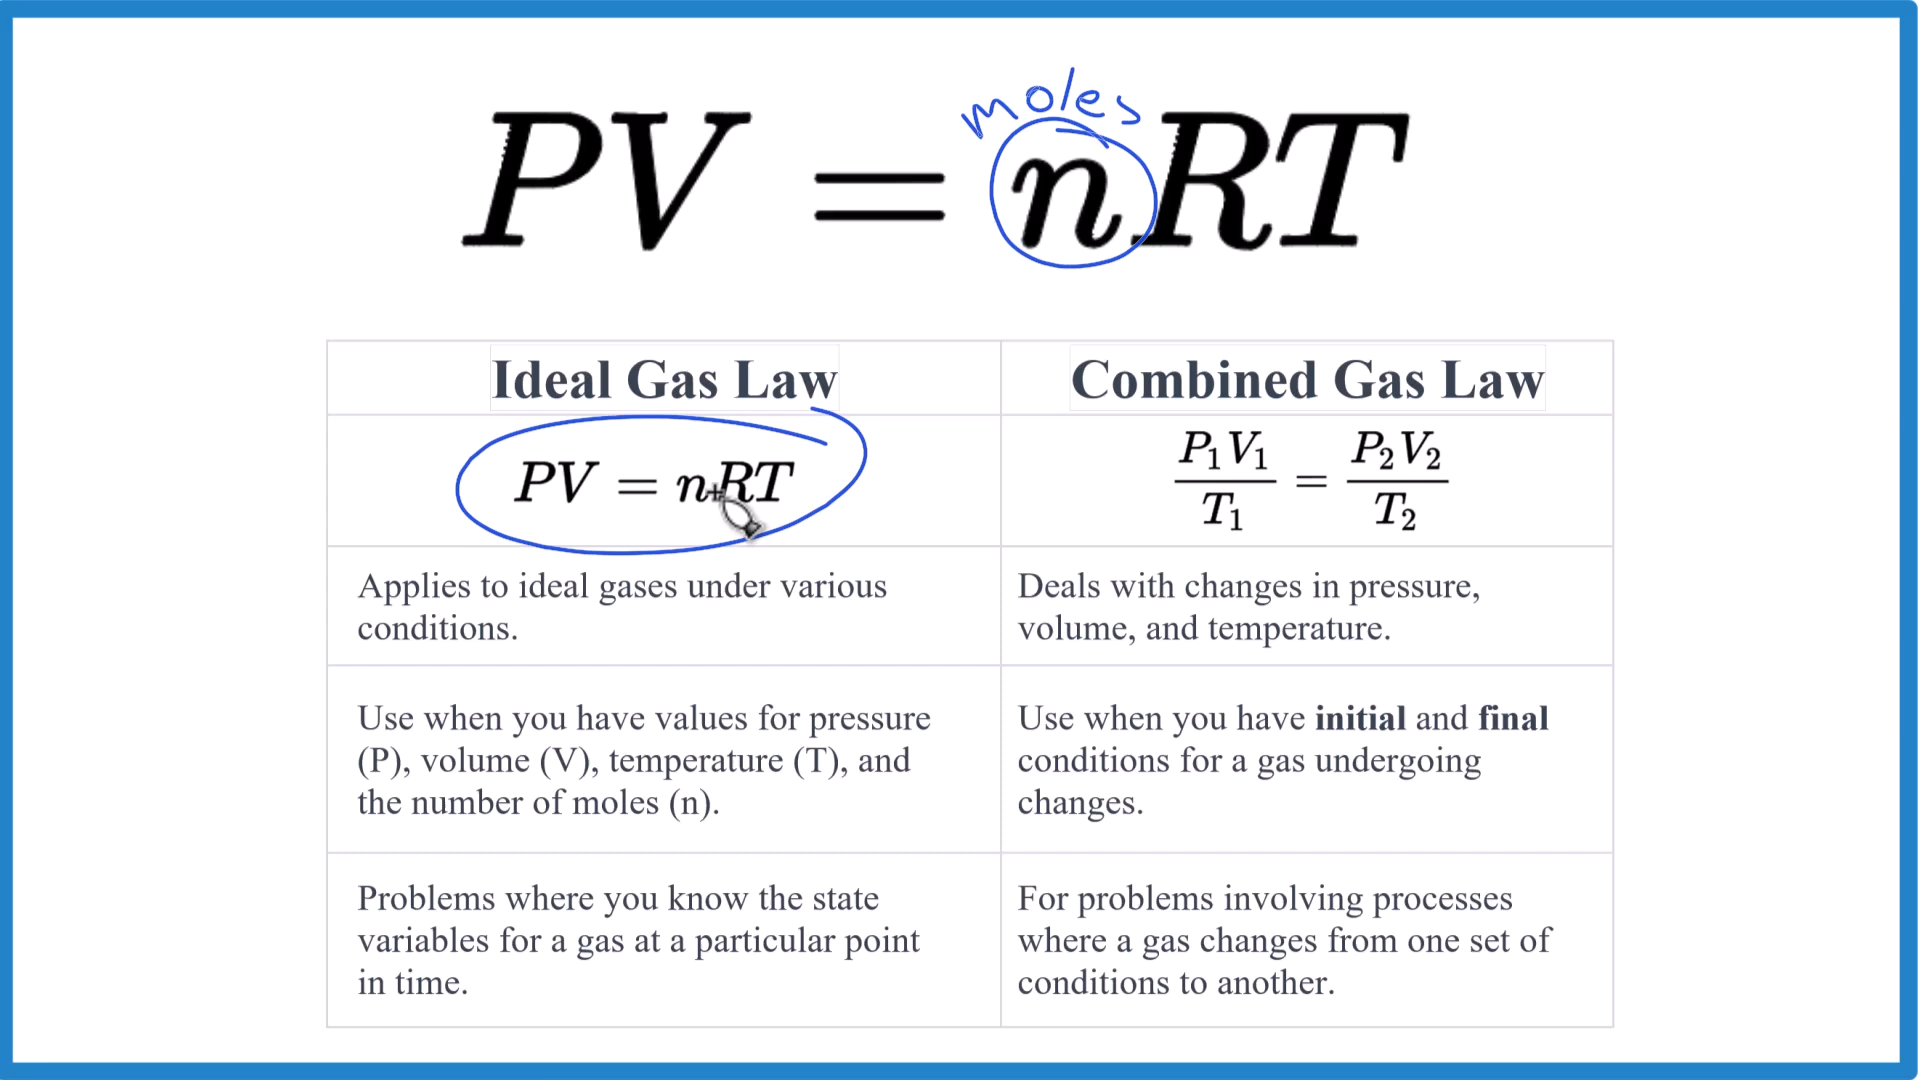 moles
PV = nRT
Ideal Gas Law
Combined Gas Law
PV = nRT
P₁V₁/T₁ = P₂V₂/T₂
Applies to ideal gases under various
conditions.
Deals with changes in pressure,
volume, and temperature.
Use when you have values for pressure
(P), volume (V), temperature (T), and
the number of moles (n).
Use when you have initial and final
conditions for a gas undergoing
changes.
Problems where you know the state
variables for a gas at a particular point
in time.
For problems involving processes
where a gas changes from one set of
conditions to another.